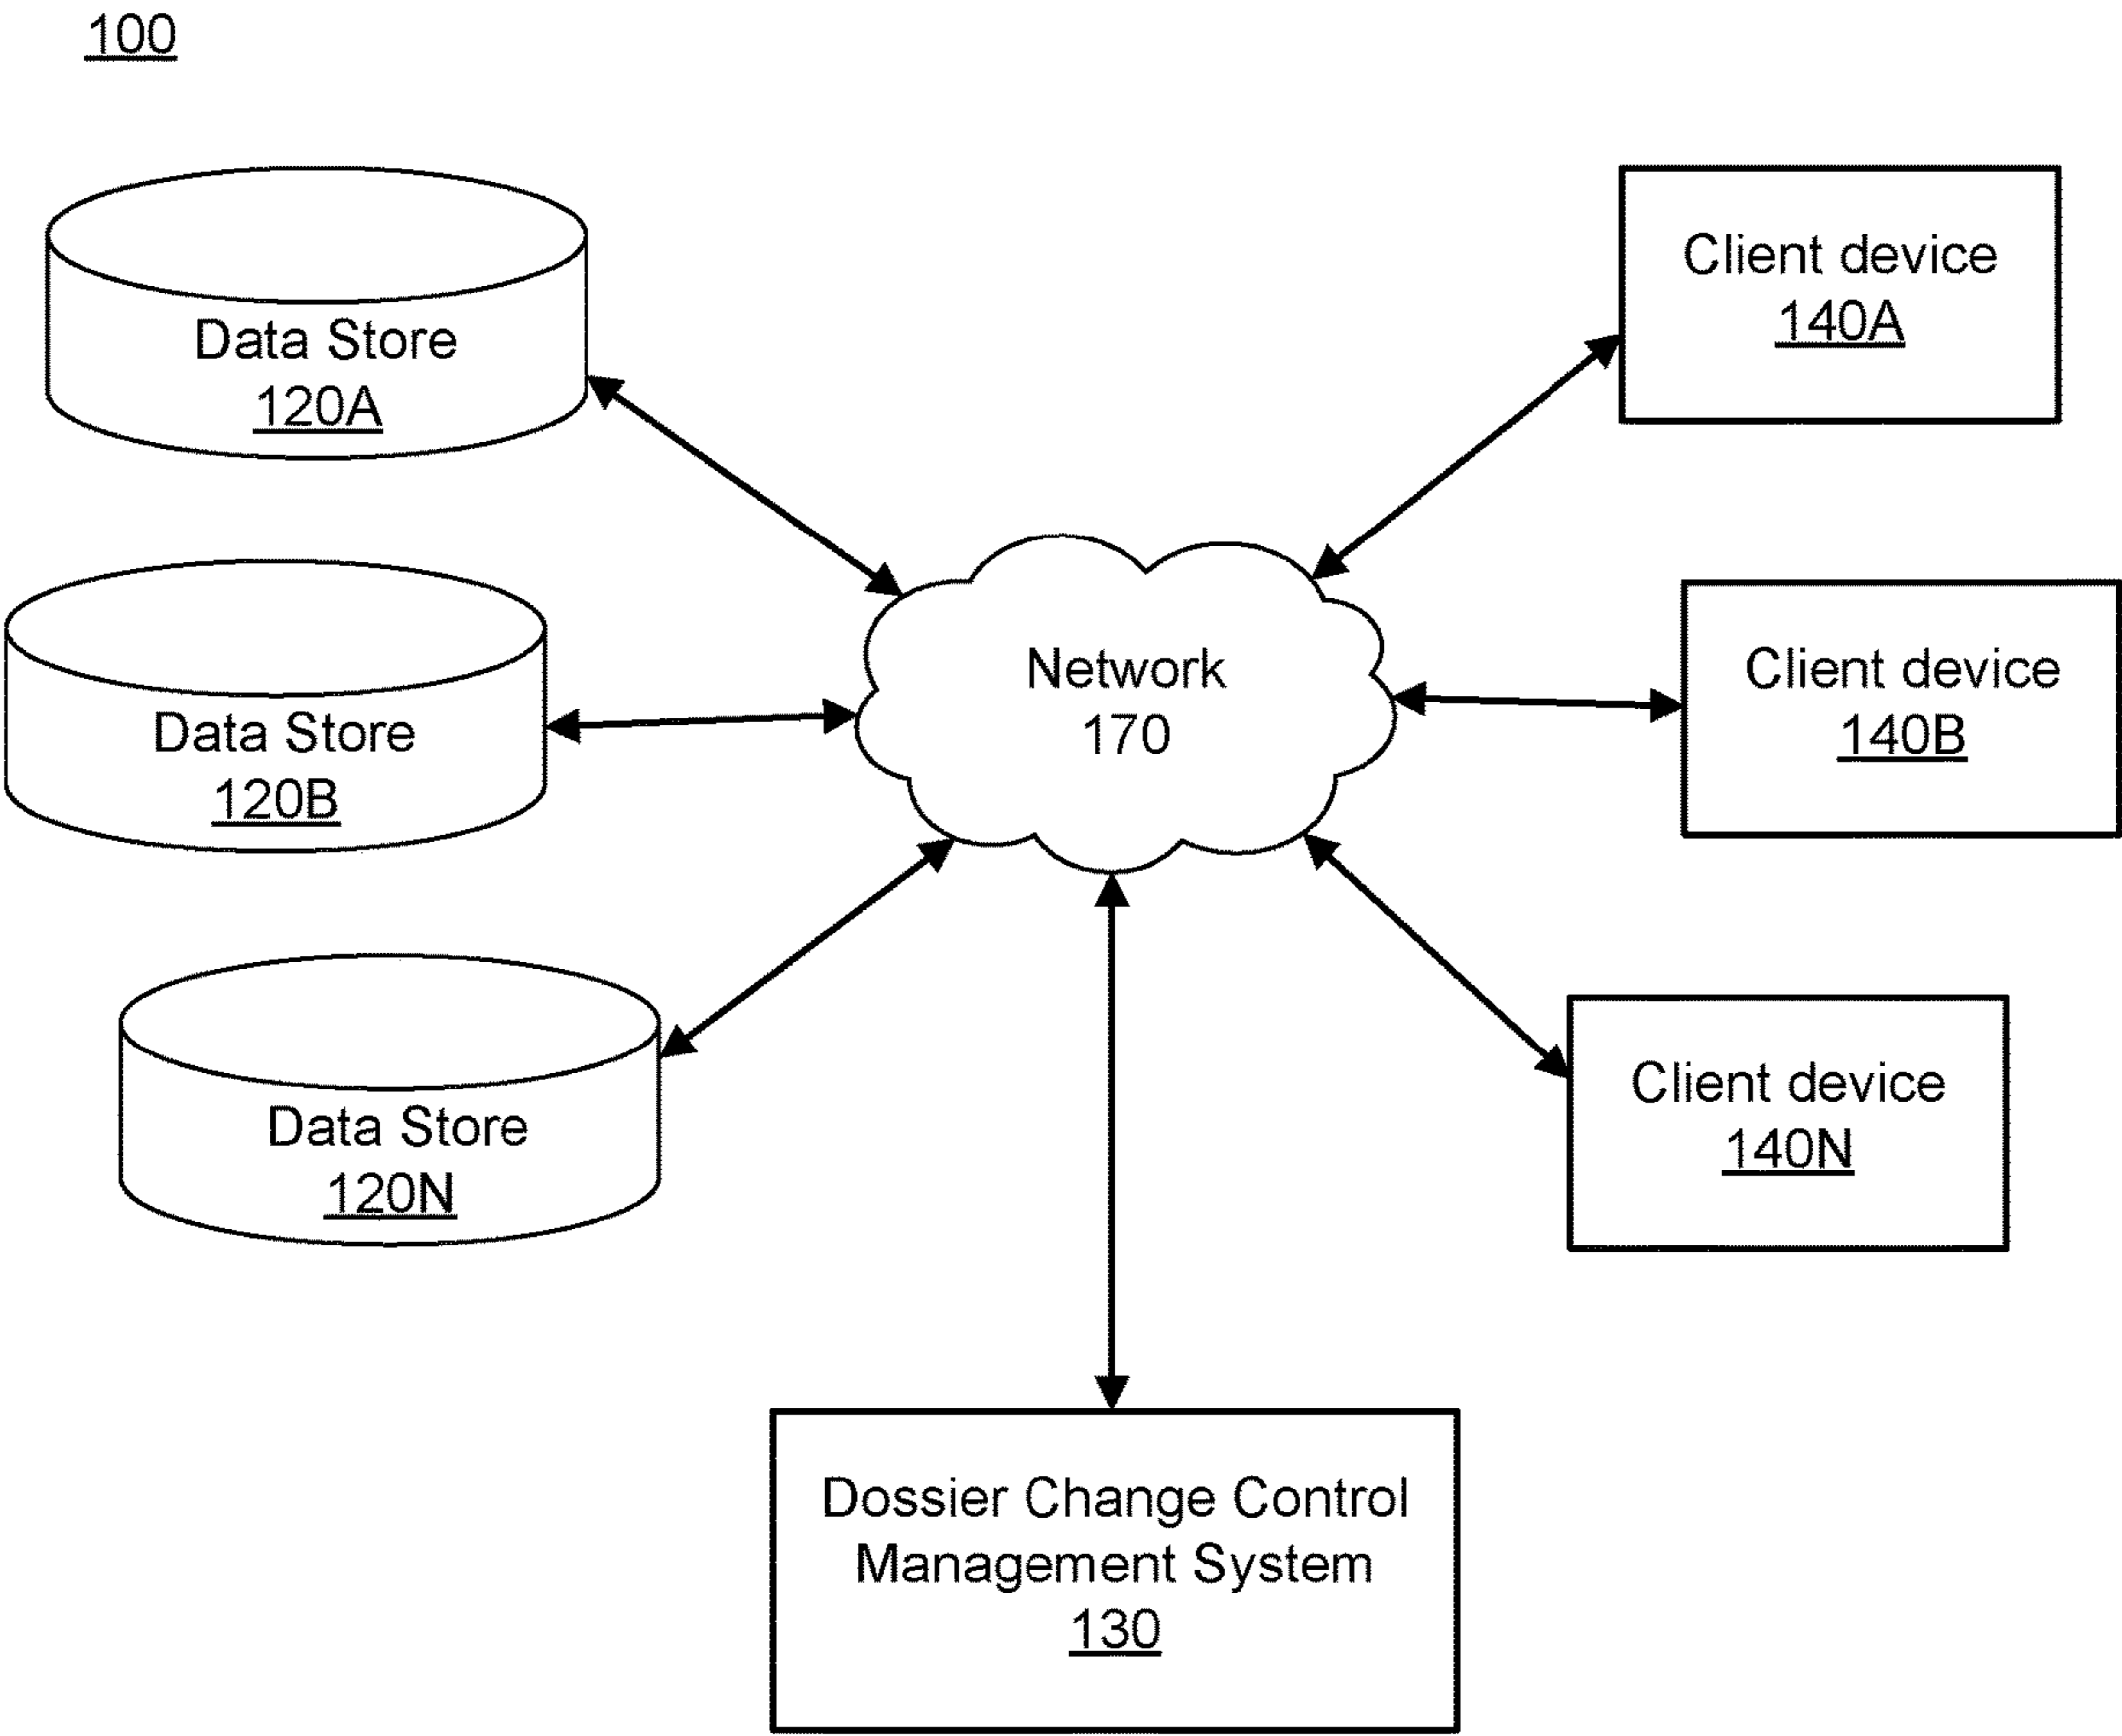 100
Data Store
120A
Client device
140A
Data Store
120B
Network
170
Client device
140B
Data Store
120N
Client device
140N
Dossier Change Control
Management System
130